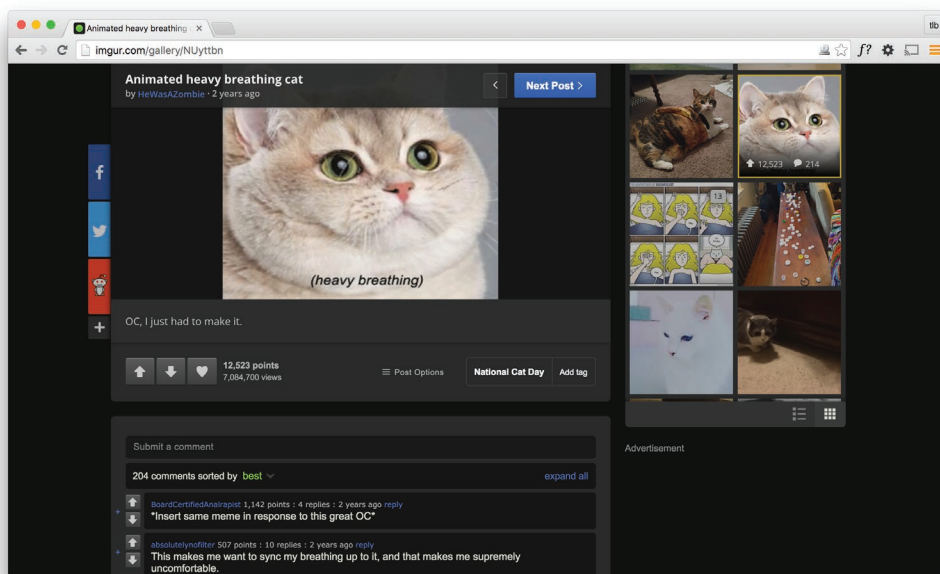 Animated heavy breathing
tlb
imgur.com/gallery/NUyttbn
f?
Animated heavy breathing cat
by HeWasAZombie · 2 years ago
Next Post >
(heavy breathing)
OC, I just had to make it.
12,523 points
7,084,700 views
Post Options
National Cat Day
Add tag
12,523 214
13
Advertisement
Submit a comment
204 comments sorted by best
expand all
BoardCertifiedAnalrapist 1,142 points : 4 replies : 2 years ago reply
*Insert same meme in response to this great OC*
absolutelynofilter 507 points : 10 replies : 2 years ago reply
This makes me want to sync my breathing up to it, and that makes me supremely
uncomfortable.